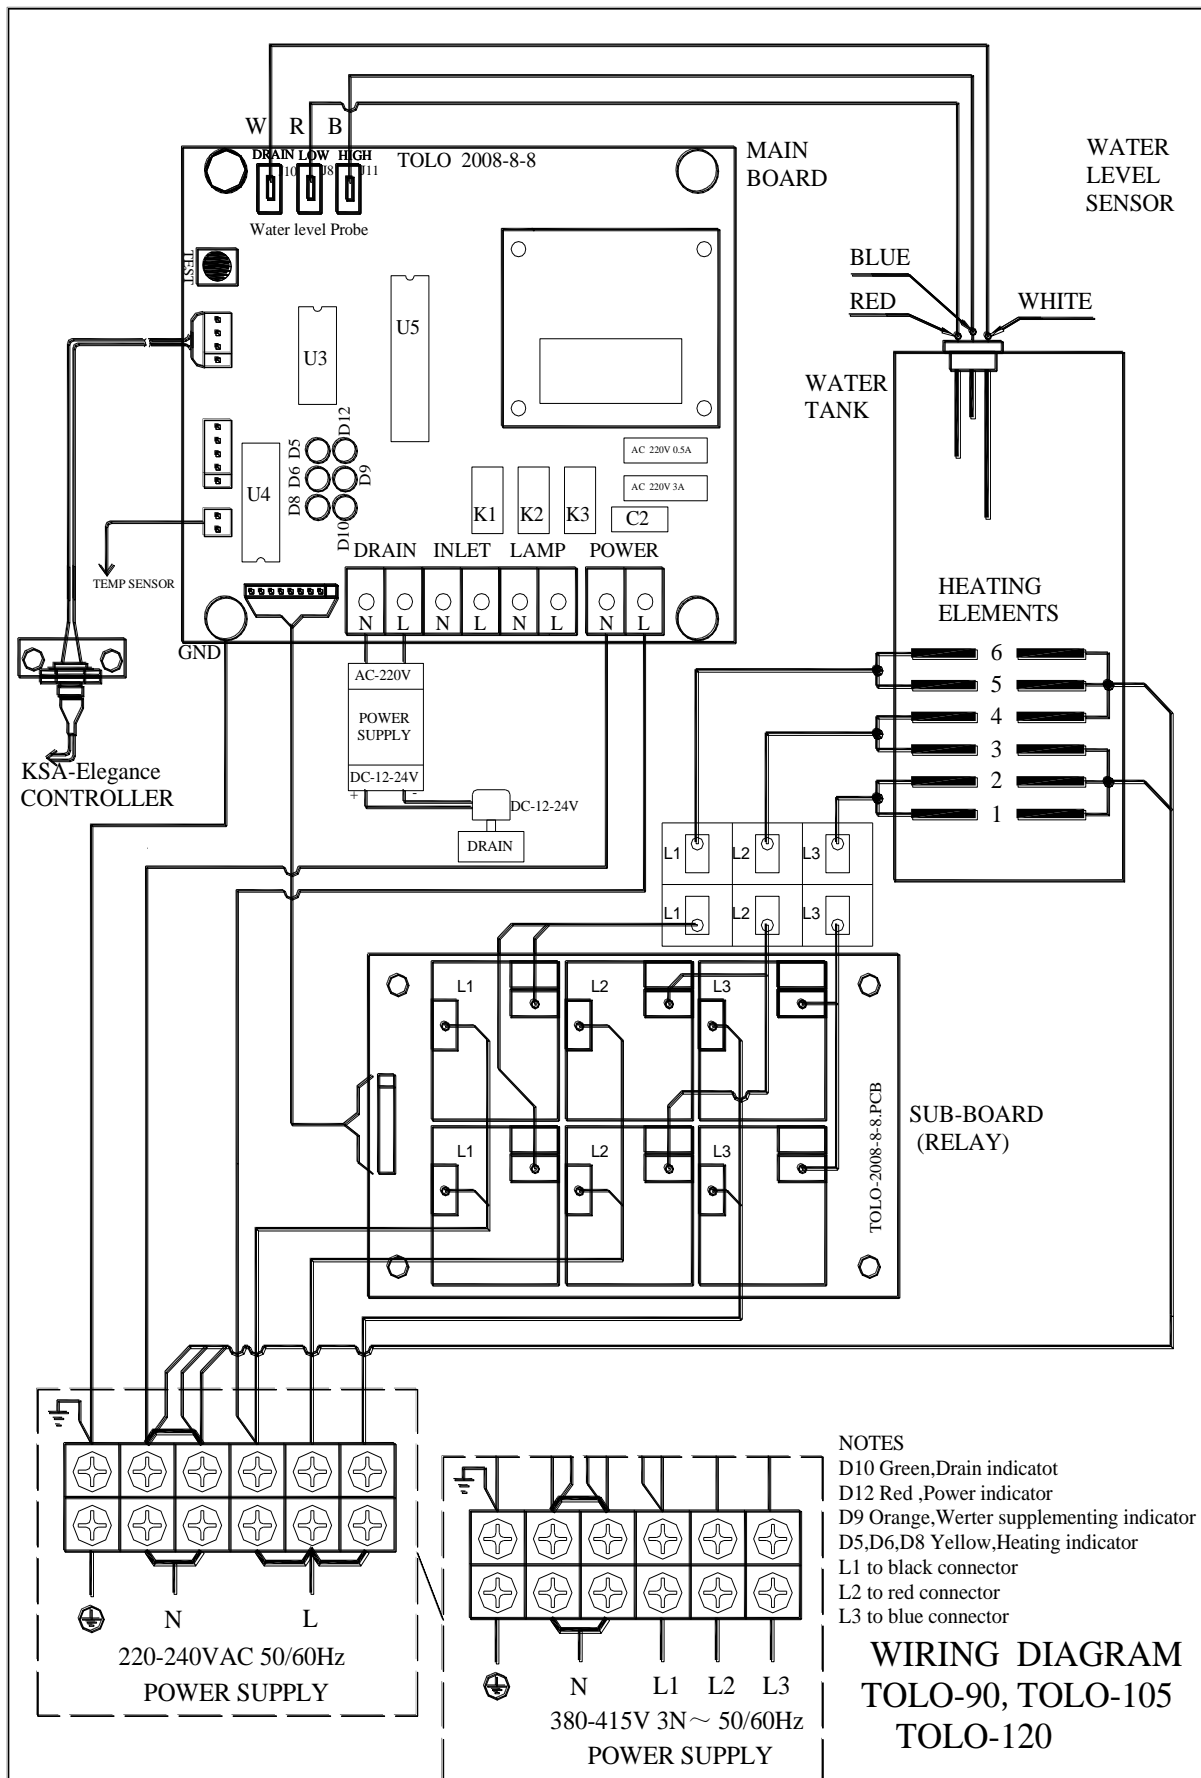 W R B
DRAIN LOW HIGH
10 J8 J11
TOLO 2008-8-8
MAIN
BOARD
WATER
LEVEL
SENSOR
Water level Probe
TEST
BLUE
RED
WHITE
U3
U5
WATER
TANK
D12
D5
D6
D9
D8
D10
U4
AC 220V 0.5A
AC 220V 3A
K1
K2
K3
C2
DRAIN INLET LAMP POWER
TEMP SENSOR
N L N L N L N L
GND
HEATING
ELEMENTS
6
5
4
3
2
1
AC-220V
POWER
SUPPLY
DC-12-24V
+ -
DC-12-24V
DRAIN
KSA-Elegance
CONTROLLER
L1 L2 L3
L1 L2 L3
L1 L2 L3
L1 L2 L3
TOLO-2008-8-8.PCB
SUB-BOARD
(RELAY)
N L
220-240VAC 50/60Hz
POWER SUPPLY
N L1 L2 L3
380-415V 3N～ 50/60Hz
POWER SUPPLY
NOTES
D10 Green,Drain indicatot
D12 Red ,Power indicator
D9 Orange,Werter supplementing indicator
D5,D6,D8 Yellow,Heating indicator
L1 to black connector
L2 to red connector
L3 to blue connector
WIRING DIAGRAM
TOLO-90, TOLO-105
TOLO-120